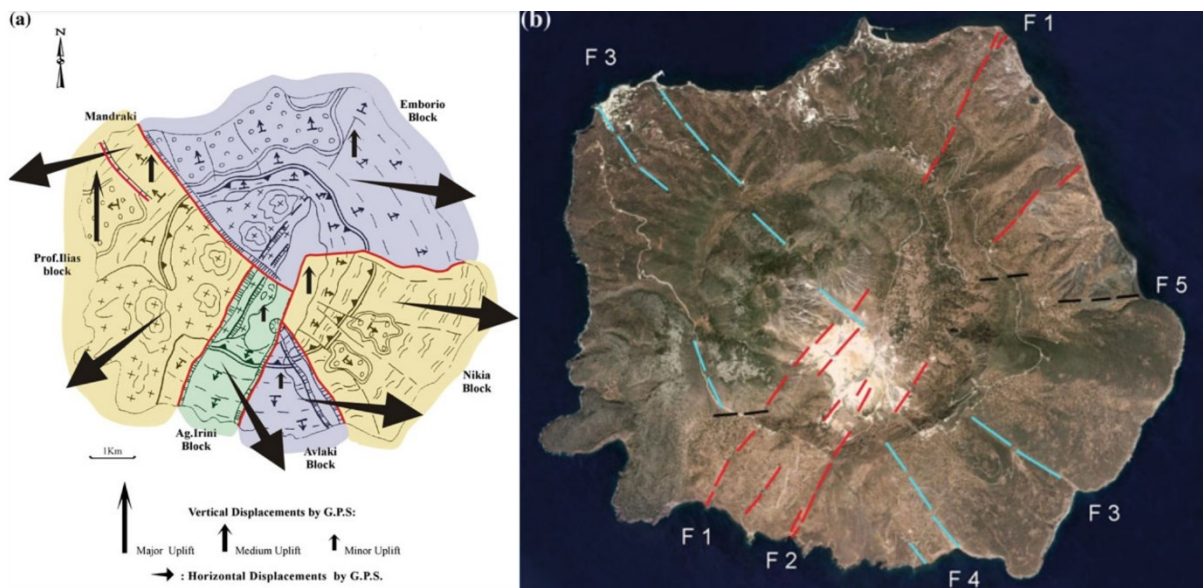 (a)
N
Mandraki
Emborio
Block
Prof.Ilias
block
Nikia
Block
Ag.Irini
Block
Avlaki
Block
1Km
Vertical Displacements by G.P.S:
Major Uplift
Medium Uplift
Minor Uplift
: Horizontal Displacements by G.P.S.
(b)
F 1
F 3
F 5
F 3
F 1
F 2
F 4